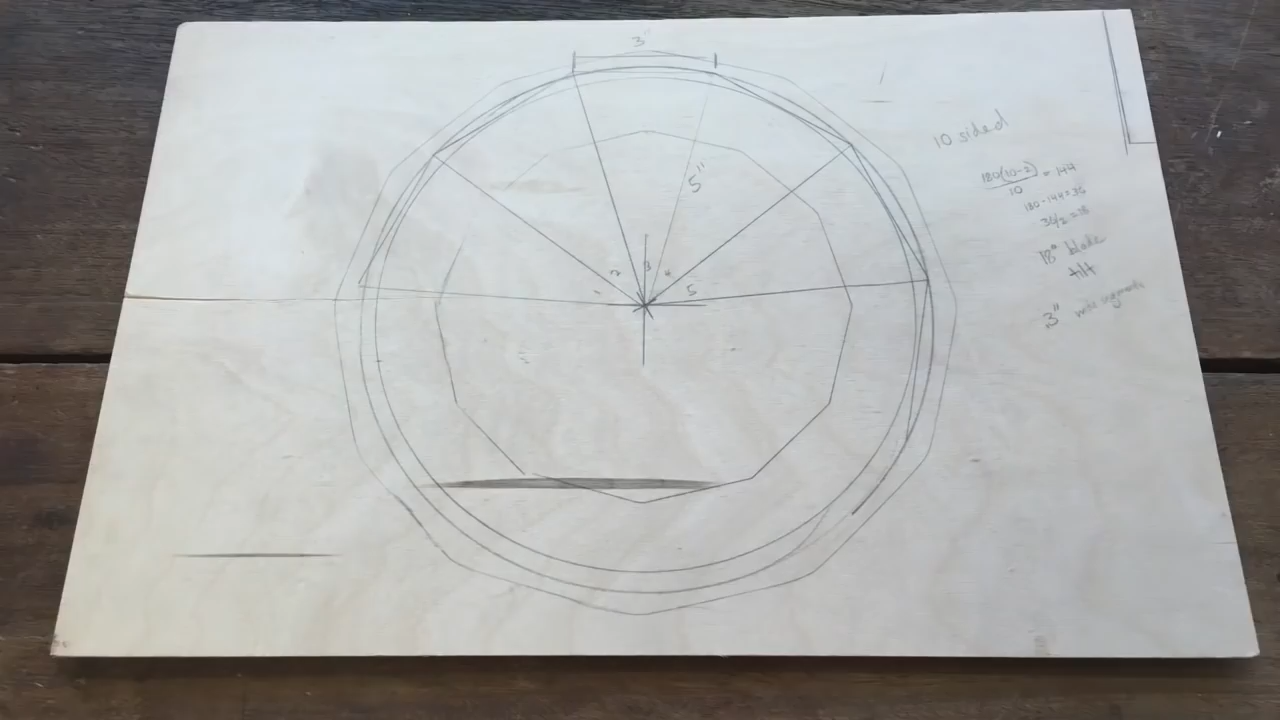 3"
5"
2 3 4
1 5
10 sided
180(10-2) = 144
10
180-144=36
36/2=18
18° blade
tilt
3" wide segments